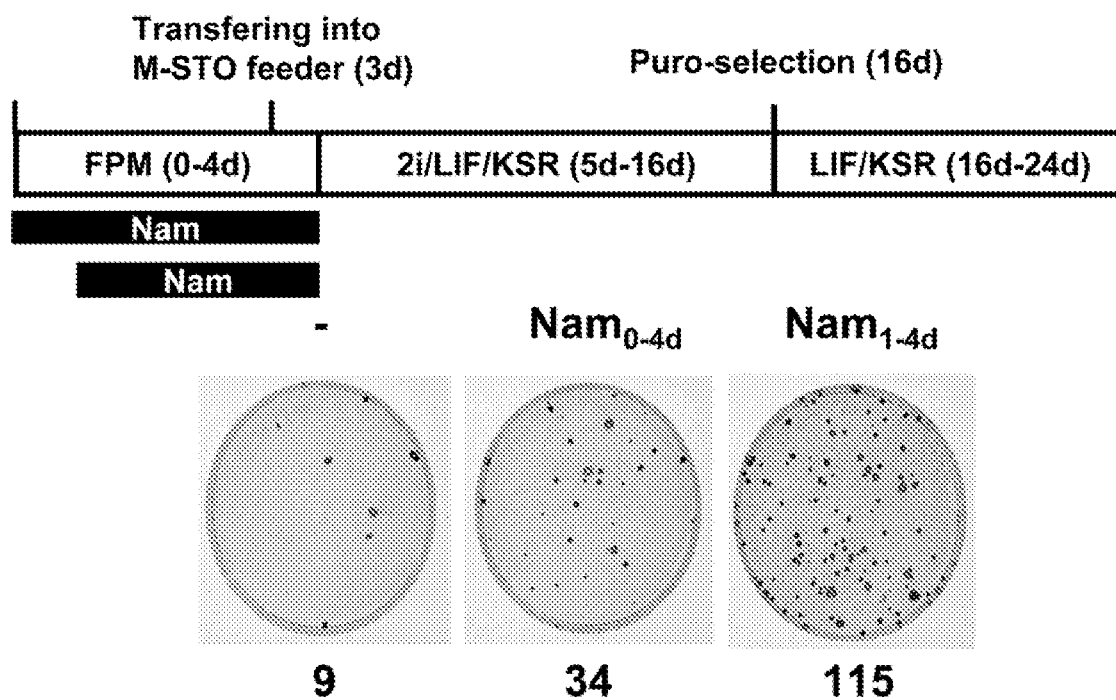 Transfering into
M-STO feeder (3d)
Puro-selection (16d)
FPM (0-4d)
2i/LIF/KSR (5d-16d)
LIF/KSR (16d-24d)
Nam
Nam
-
Nam0-4d
Nam1-4d
9
34
115